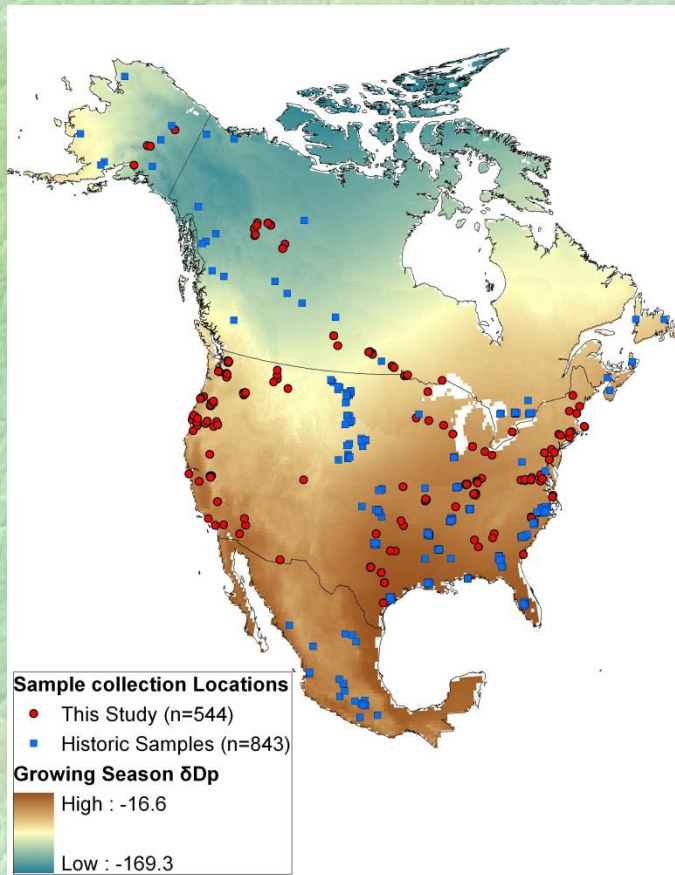 Sample collection Locations
This Study (n=544)
Historic Samples (n=843)
Growing Season δDp
High : -16.6
Low : -169.3